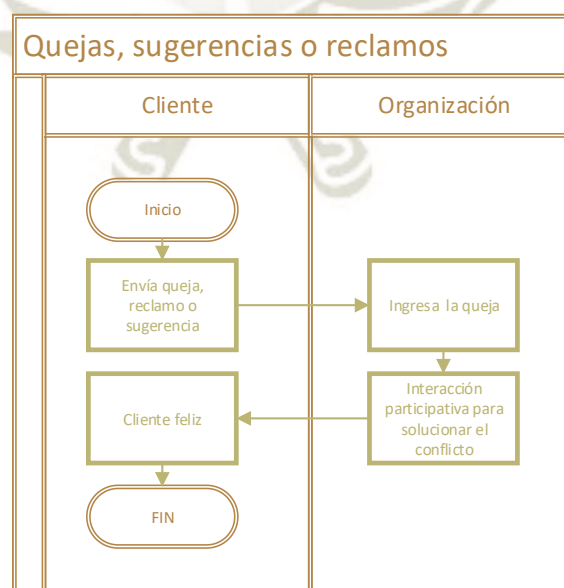 Quejas, sugerencias o reclamos
Cliente
Organización
Inicio
Envía queja,
reclamo o
sugerencia
Ingresa la queja
Interacción
participativa para
solucionar el
conflicto
Cliente feliz
FIN